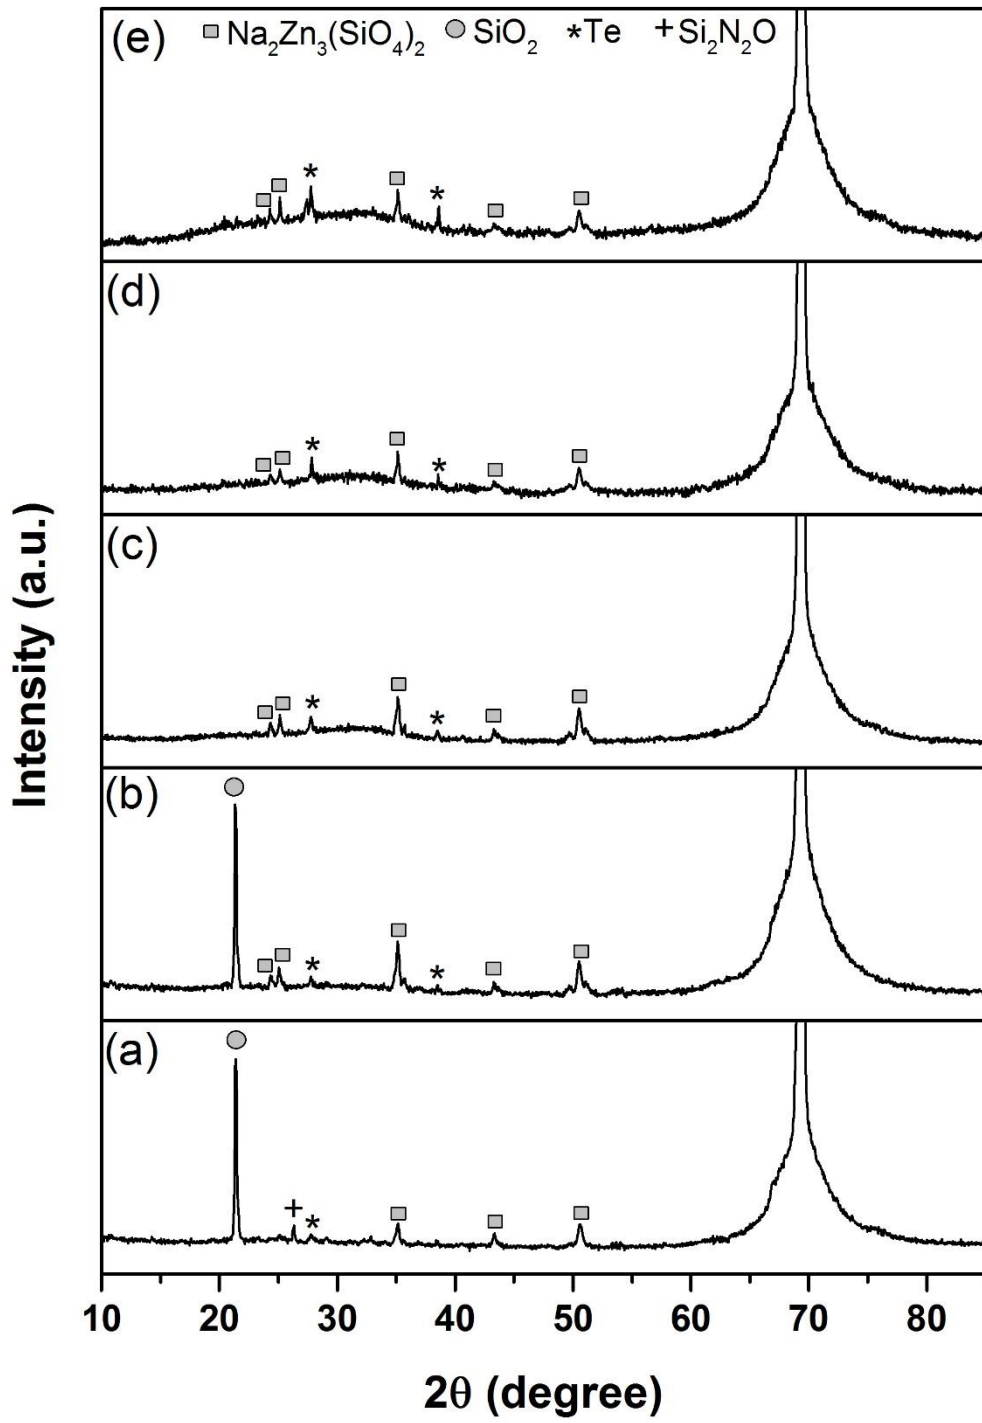 (e) Na₂Zn₃(SiO₄)₂ SiO₂ *Te +Si₂N₂O
* *
(d)
* *
(c)
* *
(b)
* *
(a)
+ *
Intensity (a.u.)
10 20 30 40 50 60 70 80
2θ (degree)